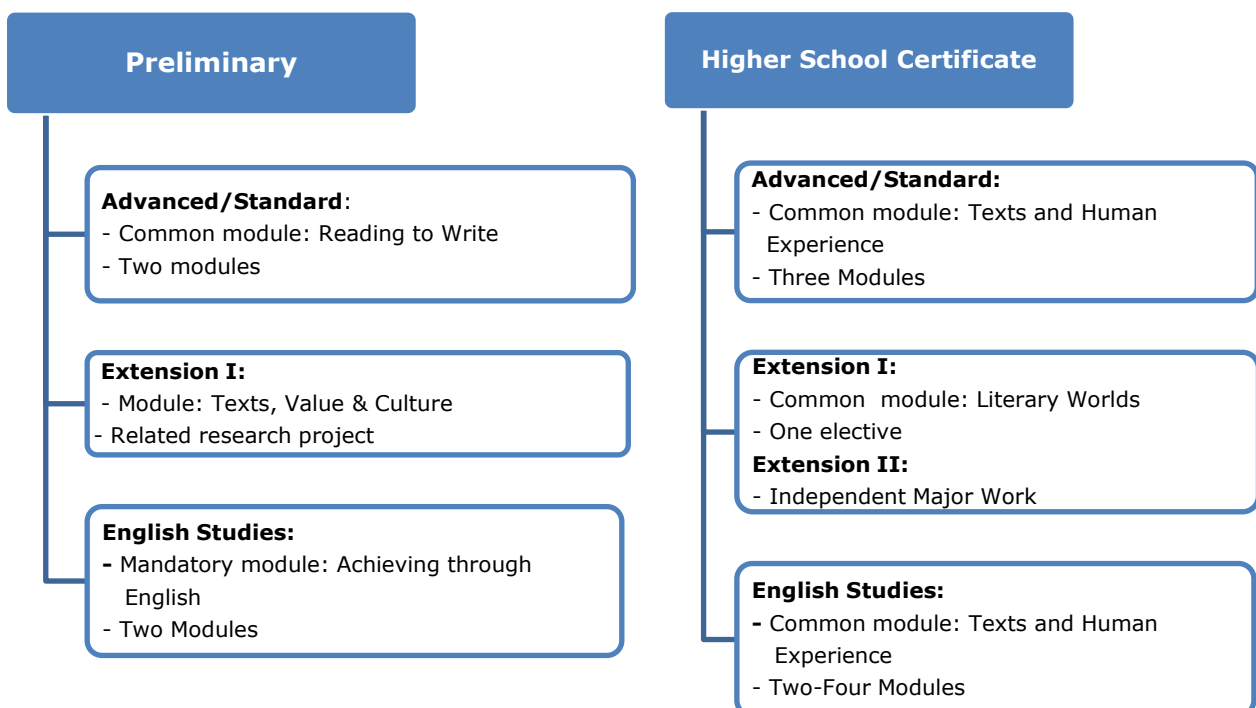 Preliminary
Advanced/Standard:
- Common module: Reading to Write
- Two modules
Extension I:
- Module: Texts, Value & Culture
- Related research project
English Studies:
- Mandatory module: Achieving through
English
- Two Modules
Higher School Certificate
Advanced/Standard:
- Common module: Texts and Human
Experience
- Three Modules
Extension I:
- Common module: Literary Worlds
- One elective
Extension II:
- Independent Major Work
English Studies:
- Common module: Texts and Human
Experience
- Two-Four Modules